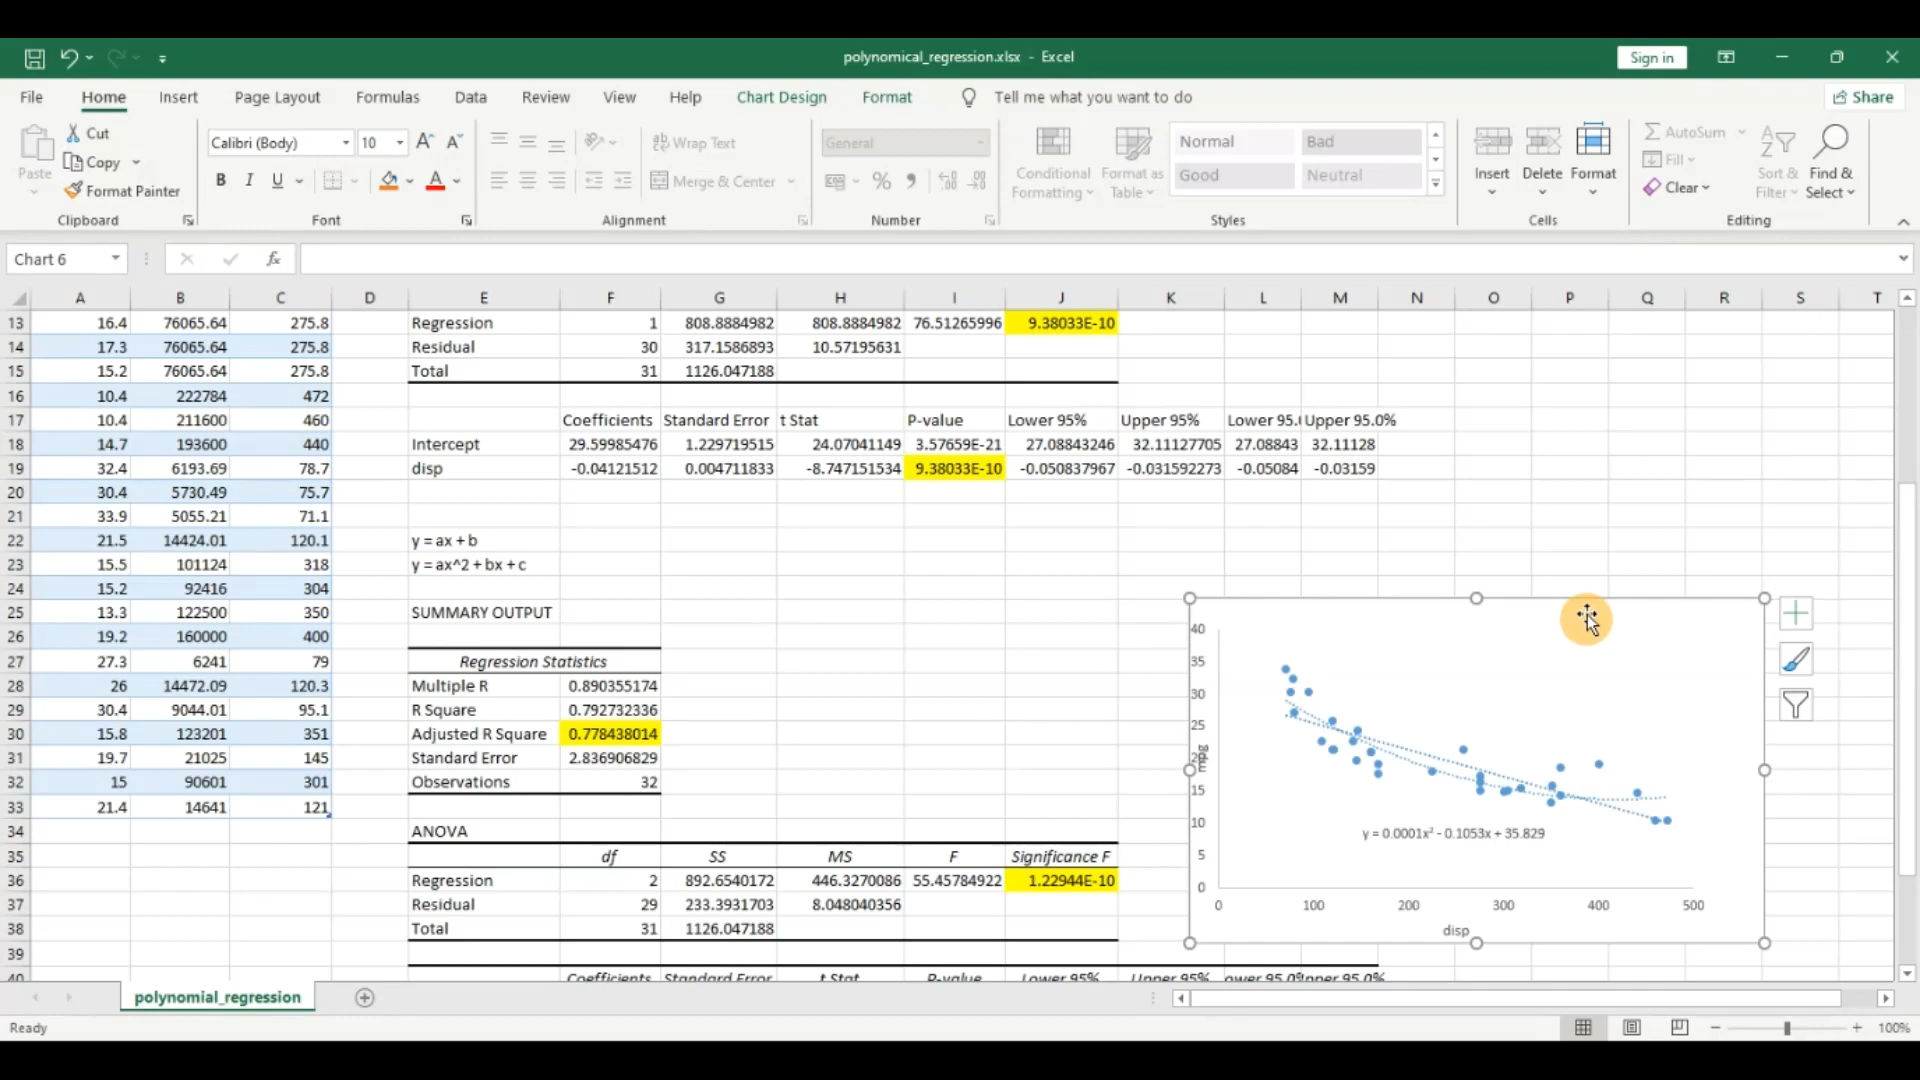 polynomical_regression.xlsx - Excel
Sign in
File Home Insert Page Layout Formulas Data Review View Help Chart Design Format Tell me what you want to do Share
Paste
Cut
Copy
Format Painter
Clipboard
Calibri (Body) 10
B I U
Font
Wrap Text
Merge & Center
Alignment
General
Number
Conditional Formatting
Format as Table
Normal Bad
Good Neutral
Styles
Insert Delete Format
Cells
AutoSum
Fill
Clear
Sort & Filter
Find & Select
Editing
Chart 6
fx
A B C D E F G H I J K L M N O P Q R S T
13 16.4 76065.64 275.8 Regression 1 808.8884982 808.8884982 76.51265996 9.38033E-10
14 17.3 76065.64 275.8 Residual 30 317.1586893 10.57195631
15 15.2 76065.64 275.8 Total 31 1126.047188
16 10.4 222784 472
17 10.4 211600 460 Coefficients Standard Error t Stat P-value Lower 95% Upper 95% Lower 95.( Upper 95.0%
18 14.7 193600 440 Intercept 29.59985476 1.229719515 24.07041149 3.57659E-21 27.08843246 32.11127705 27.08843 32.11128
19 32.4 6193.69 78.7 disp -0.04121512 0.004711833 -8.747151534 9.38033E-10 -0.050837967 -0.031592273 -0.05084 -0.03159
20 30.4 5730.49 75.7
21 33.9 5055.21 71.1
22 21.5 14424.01 120.1 y = ax + b
23 15.5 101124 318 y = ax^2 + bx + c
24 15.2 92416 304
25 13.3 122500 350 SUMMARY OUTPUT
26 19.2 160000 400
27 27.3 6241 79 Regression Statistics
28 26 14472.09 120.3 Multiple R 0.890355174
29 30.4 9044.01 95.1 R Square 0.792732336
30 15.8 123201 351 Adjusted R Square 0.778438014
31 19.7 21025 145 Standard Error 2.836906829
32 15 90601 301 Observations 32
33 21.4 14641 121
34 ANOVA
35 df SS MS F Significance F
36 Regression 2 892.6540172 446.3270086 55.45784922 1.22944E-10
37 Residual 29 233.3931703 8.048040356
38 Total 31 1126.047188
39
40 Coefficients Standard Error t Stat P-value Lower 95% Upper 95% ower 95.0% Upper 95.0%
40
35
30
25
20
15
10
5
0
y = 0.0001x² - 0.1053x + 35.829
0 100 200 300 400 500
disp
polynomial_regression
Ready
100%